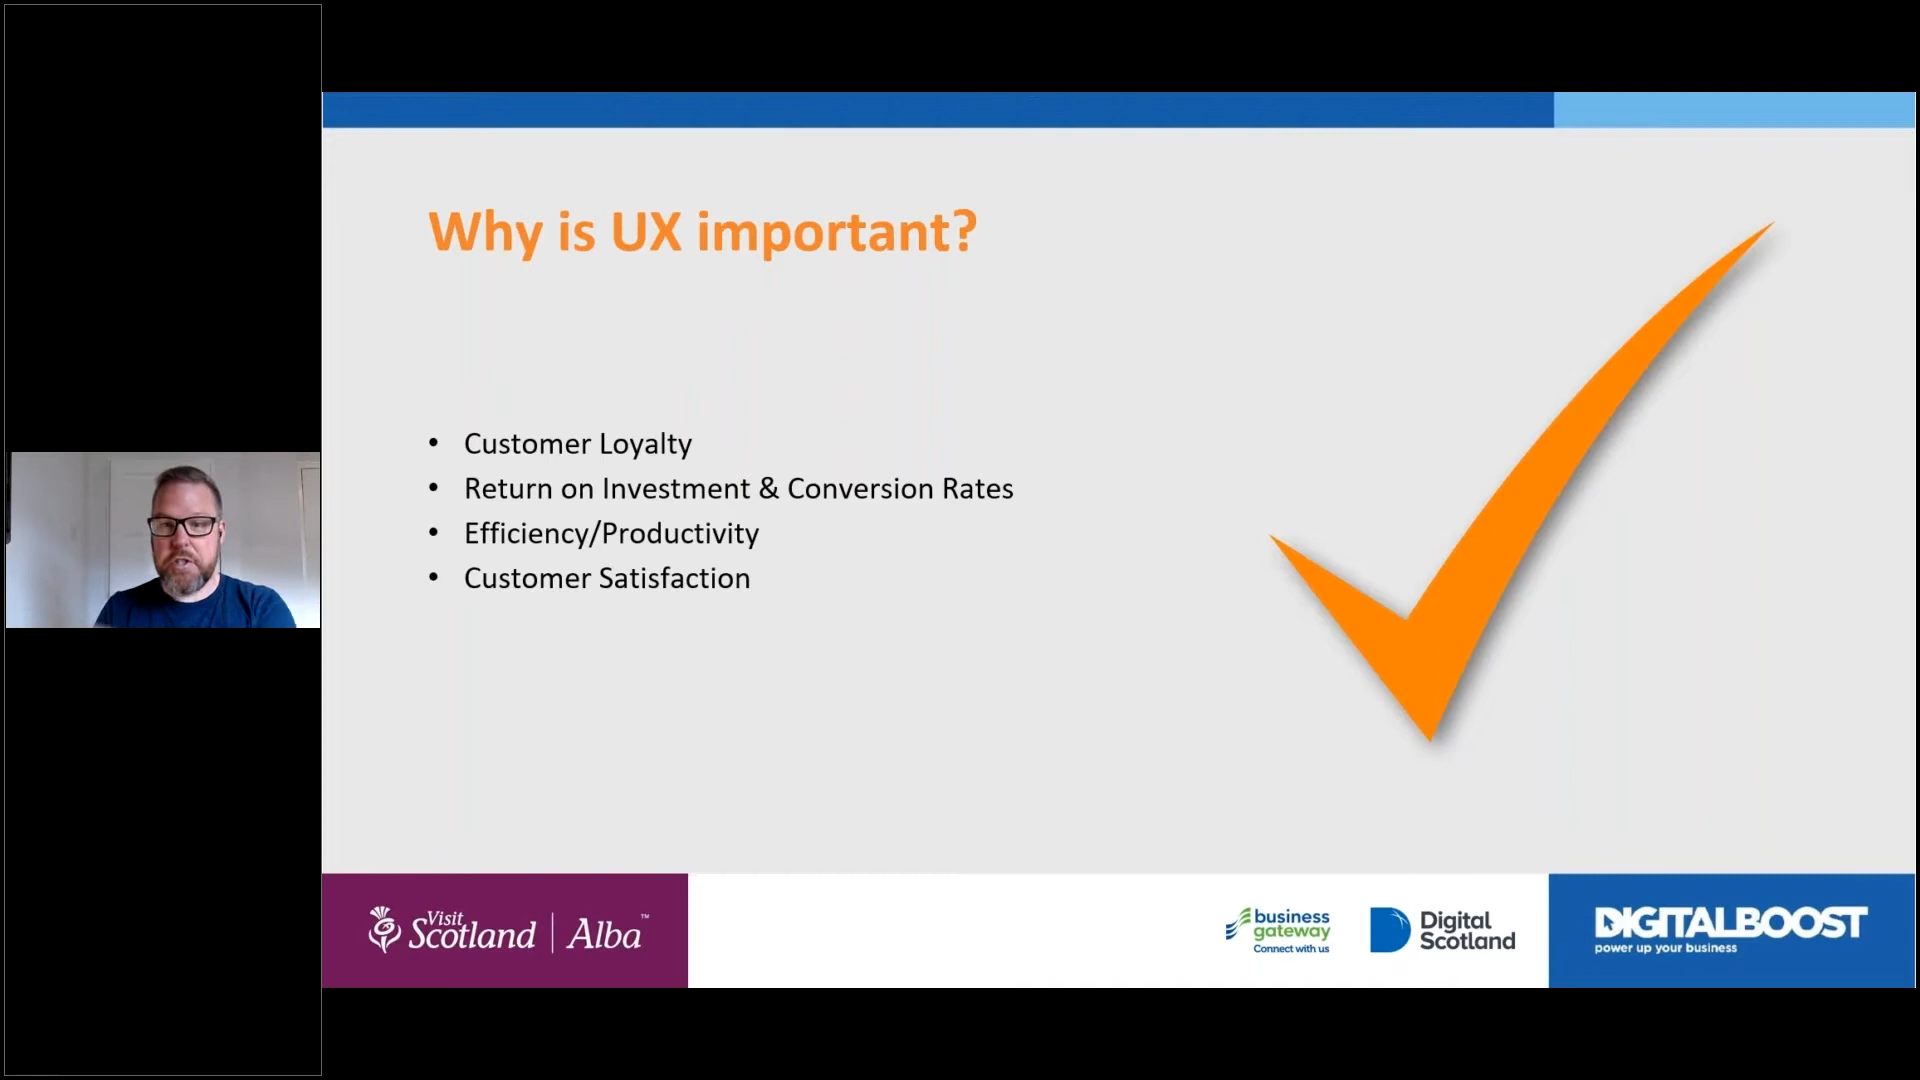 Why is UX important?
• Customer Loyalty
• Return on Investment & Conversion Rates
• Efficiency/Productivity
• Customer Satisfaction
Visit
Scotland | Alba™
business
gateway
Connect with us
Digital
Scotland
DIGITALBOOST
power up your business